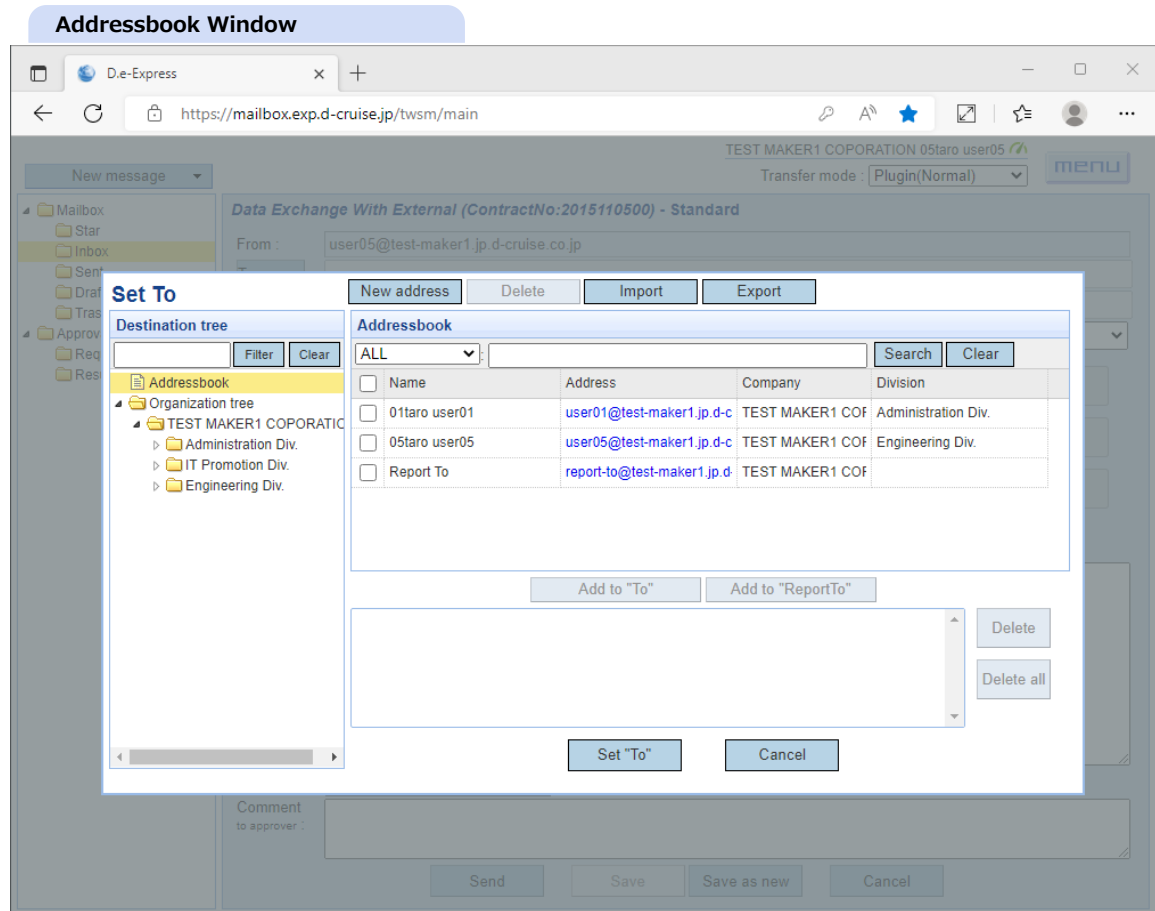 Addressbook Window
D.e-Express
https://mailbox.exp.d-cruise.jp/twsm/main
TEST MAKER1 COPORATION 05taro user05
New message
Transfer mode : Plugin(Normal)
menu
Mailbox
Star
Inbox
Sent
Draf
Tras
Approv
Req
Res
Data Exchange With External (ContractNo:2015110500) - Standard
From :
user05@test-maker1.jp.d-cruise.co.jp
Set To
New address
Delete
Import
Export
Destination tree
Filter
Clear
Addressbook
Organization tree
TEST MAKER1 COPORATIC
Administration Div.
IT Promotion Div.
Engineering Div.
Addressbook
ALL :
Search
Clear
Name Address Company Division
01taro user01 user01@test-maker1.jp.d-c TEST MAKER1 COF Administration Div.
05taro user05 user05@test-maker1.jp.d-c TEST MAKER1 COF Engineering Div.
Report To report-to@test-maker1.jp.d- TEST MAKER1 COF
Add to "To"
Add to "ReportTo"
Delete
Delete all
Set "To"
Cancel
Comment
to approver :
Send
Save
Save as new
Cancel